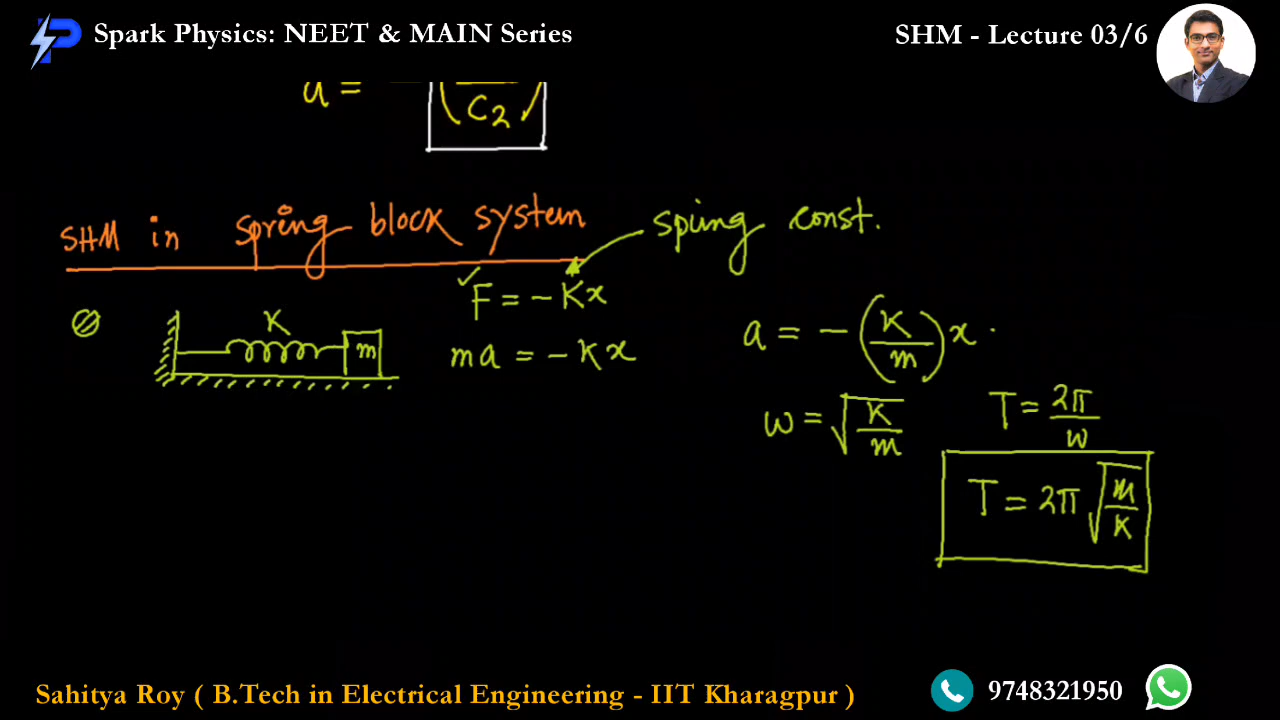 Spark Physics: NEET & MAIN Series
SHM - Lecture 03/6
a =
C₂
SHM in spring block system
spring const.
F = - Kx
K
m
ma = - Kx
a = - (K/m) x
ω = √(K/m)
T = 2π/ω
T = 2π √(m/K)
Sahitya Roy ( B.Tech in Electrical Engineering - IIT Kharagpur )
9748321950